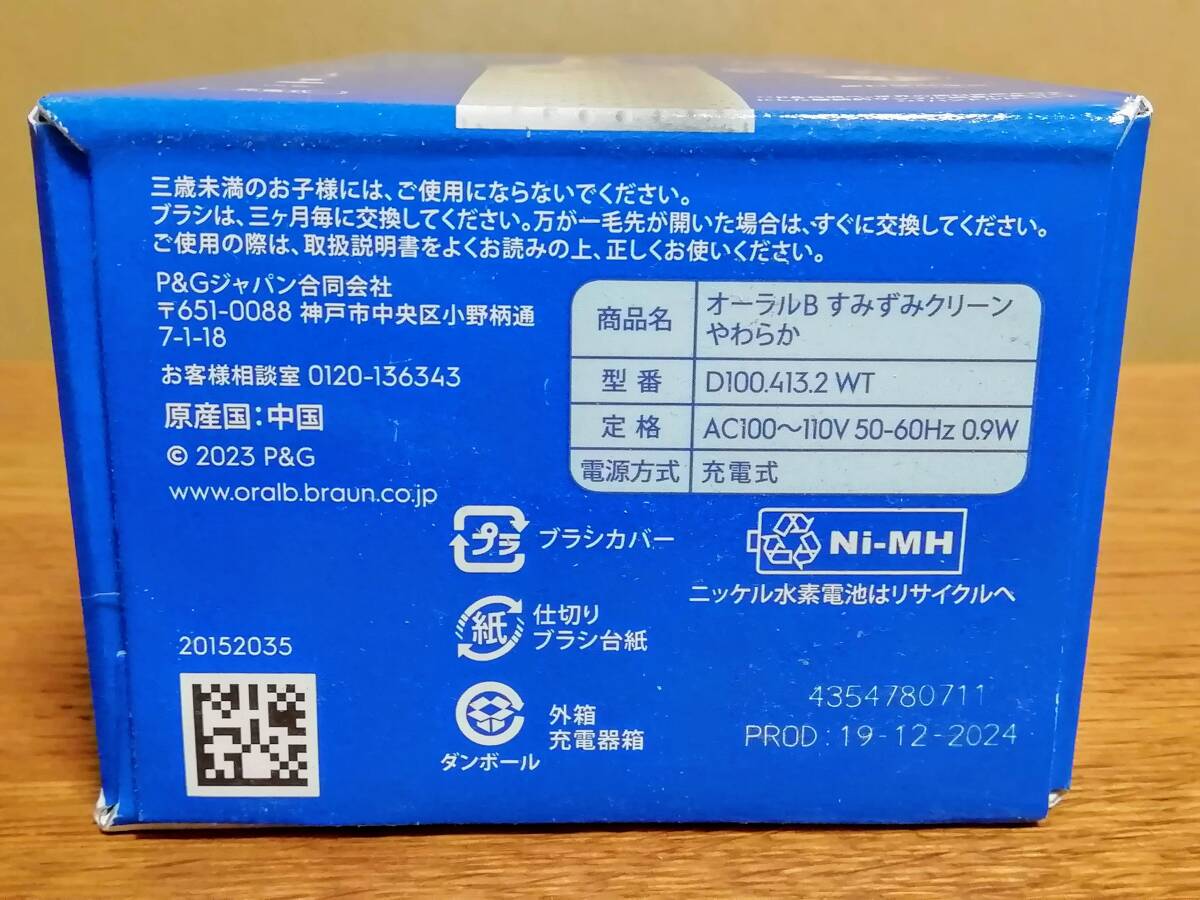 三歳未満のお子様には、ご使用にならないでください。
ブラシは、三ヶ月毎に交換してください。万が一毛先が開いた場合は、すぐに交換してください。
ご使用の際は、取扱説明書をよくお読みの上、正しくお使いください。
P&Gジャパン合同会社
〒651-0088 神戸市中央区小野柄通
7-1-18
お客様相談室 0120-136343
原産国：中国
© 2023 P&G
www.oralb.braun.co.jp
商品名 オーラルB すみずみクリーン
やわらか
型番 D100.413.2 WT
定格 AC100～110V 50-60Hz 0.9W
電源方式 充電式
プラ ブラシカバー
Ni-MH
ニッケル水素電池はリサイクルへ
紙 仕切り
ブラシ台紙
20152035
外箱
充電器箱
ダンボール
4354780711
PROD : 19-12-2024